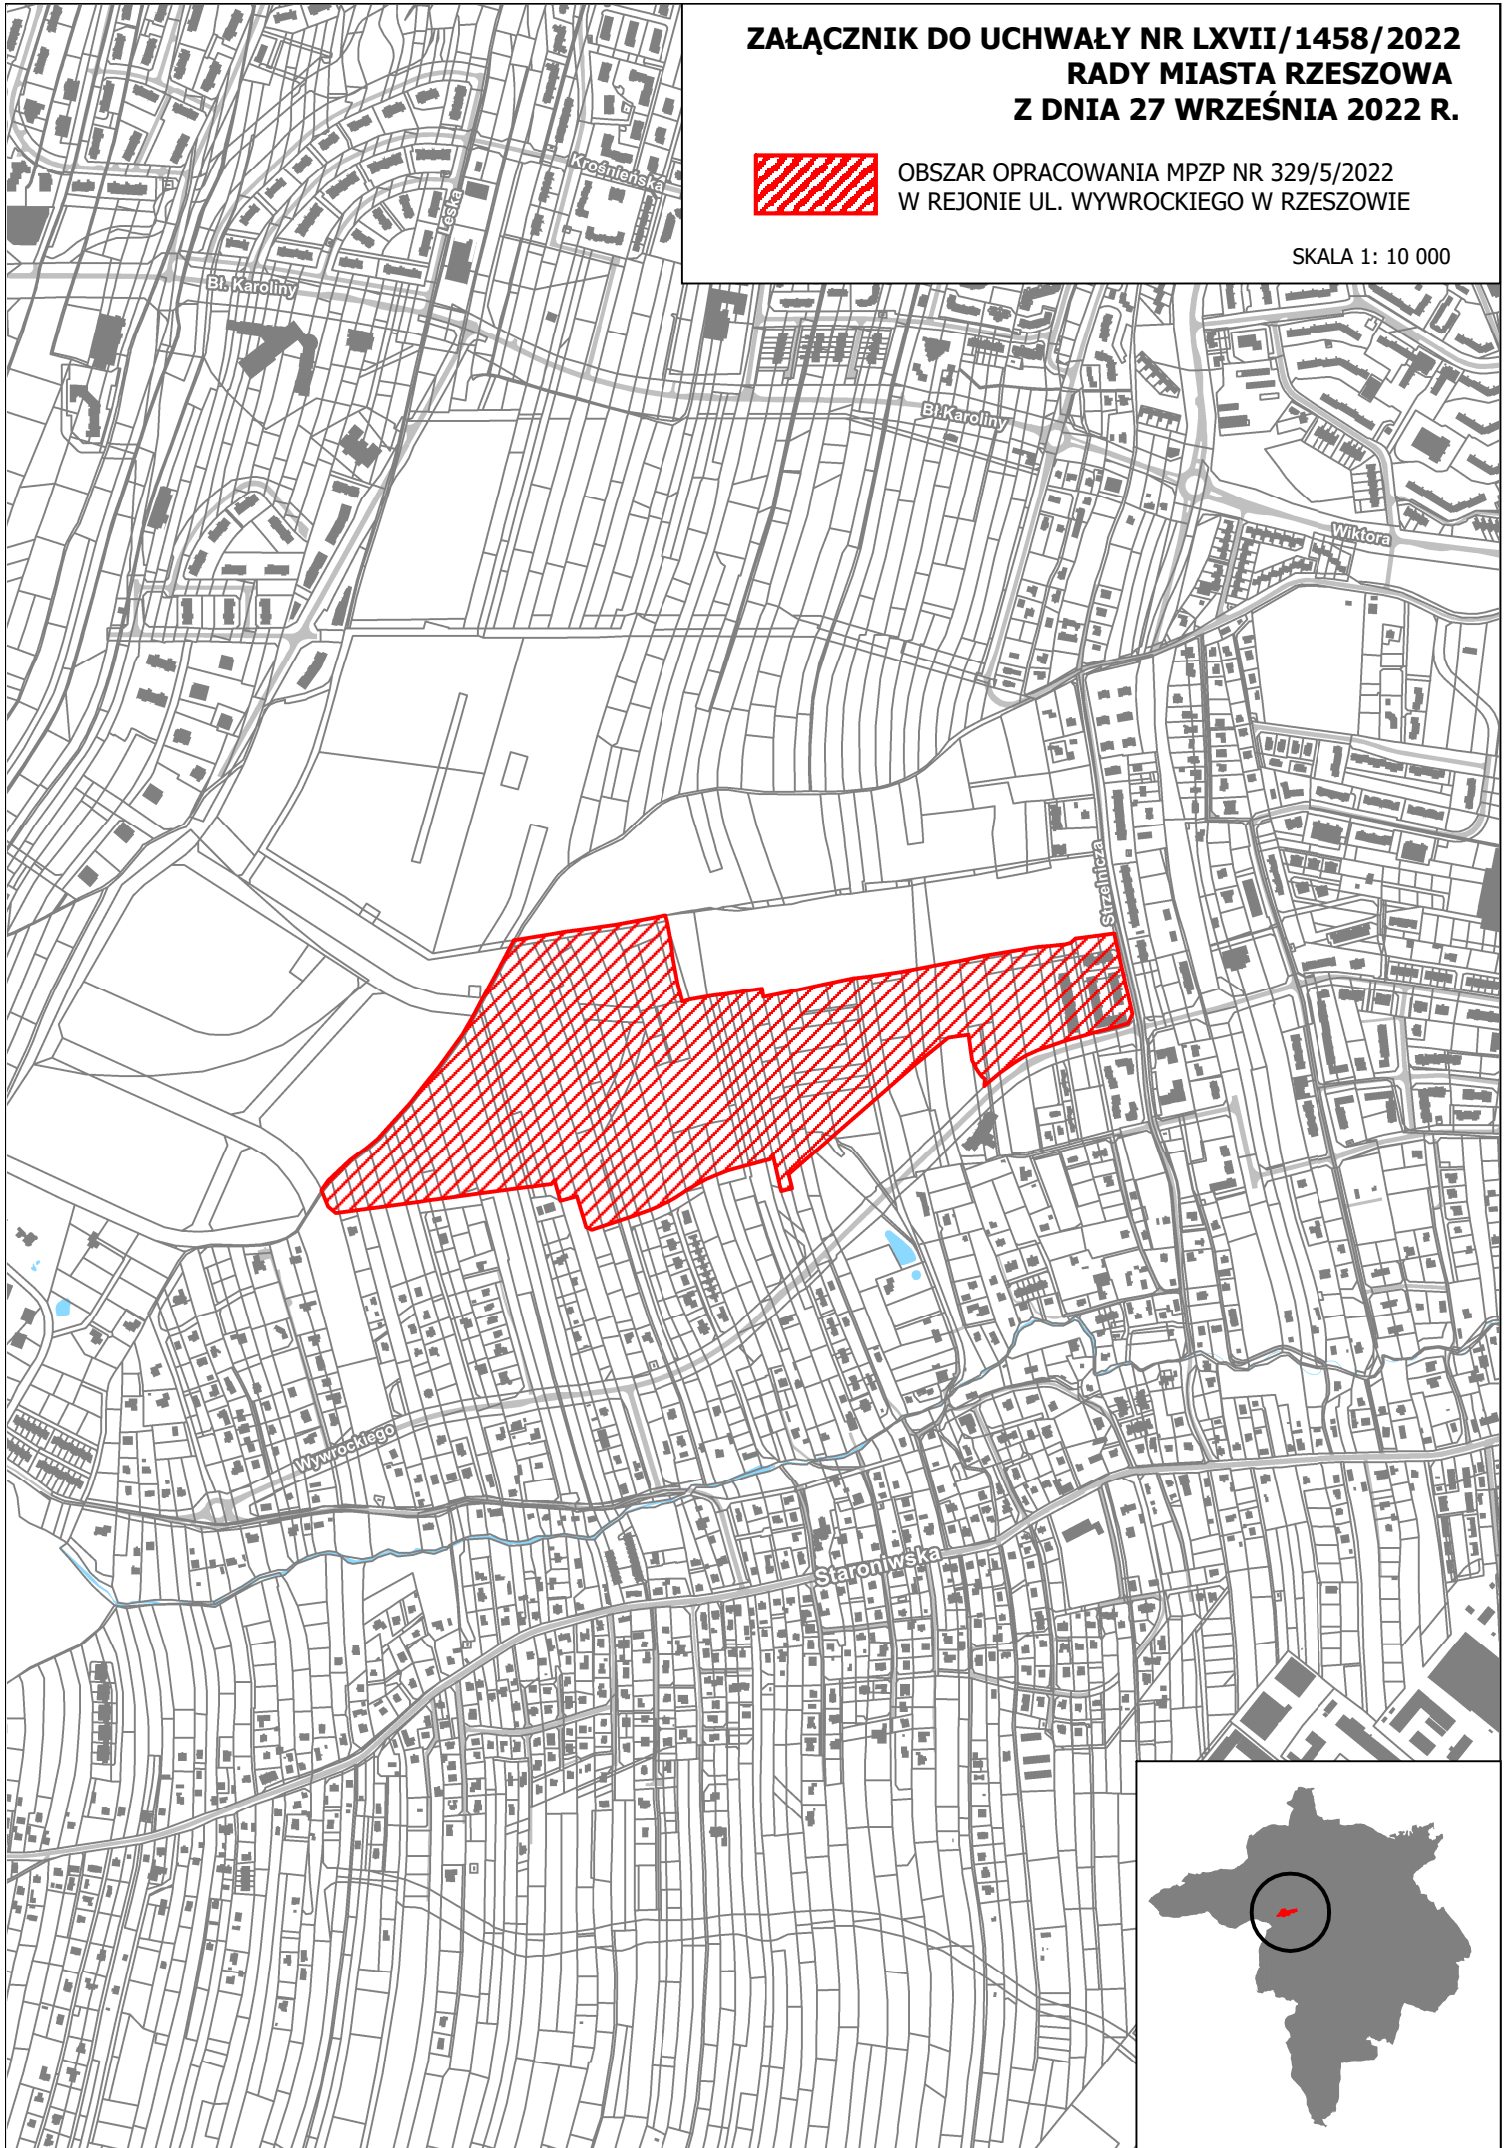 ZAŁĄCZNIK DO UCHWAŁY NR LXVII/1458/2022
RADY MIASTA RZESZOWA
Z DNIA 27 WRZEŚNIA 2022 R.
OBSZAR OPRACOWANIA MPZP NR 329/5/2022
W REJONIE UL. WYWROCKIEGO W RZESZOWIE
SKALA 1: 10 000
Krośnieńska
Leska
Bł. Karoliny
Bł.Karoliny
Wiktora
Strzelnicza
Wywrockiego
Staroniwska